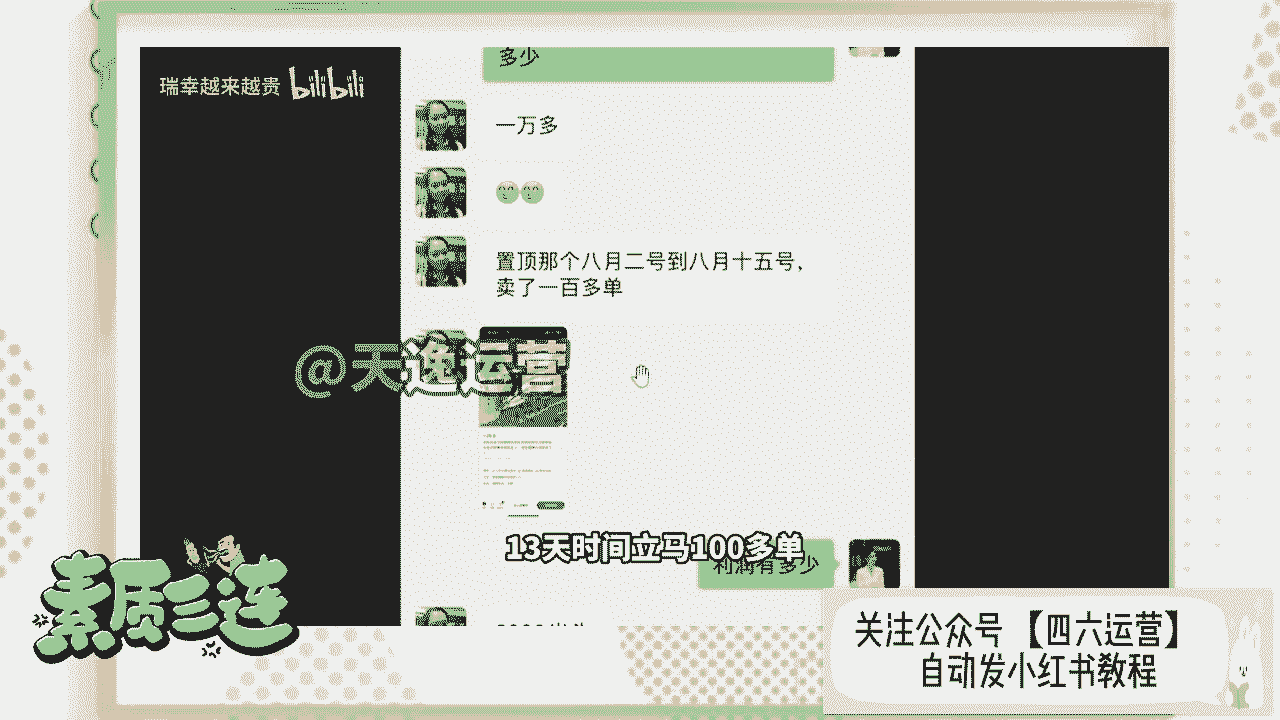 多少
瑞幸越来越贵 bilibili
一万多
置顶那个八月二号到八月十五号，
卖了一百多单
@天逸运营
13天时间立马100多单
利润有多少
素质三连
关注公众号【四六运营】
自动发小红书教程